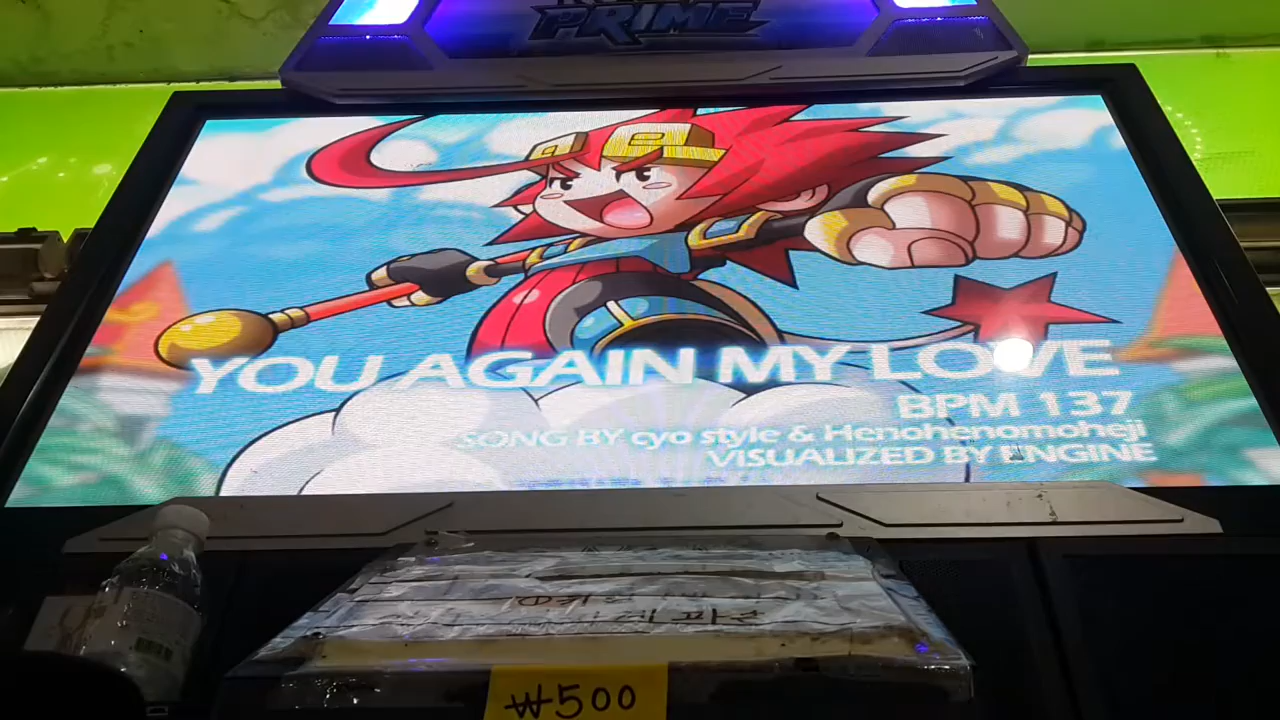 PRIME
YOU AGAIN MY LOVE
BPM 137
SONG BY cyo style & Henohenomoheji
VISUALIZED BY ENGINE
₩500